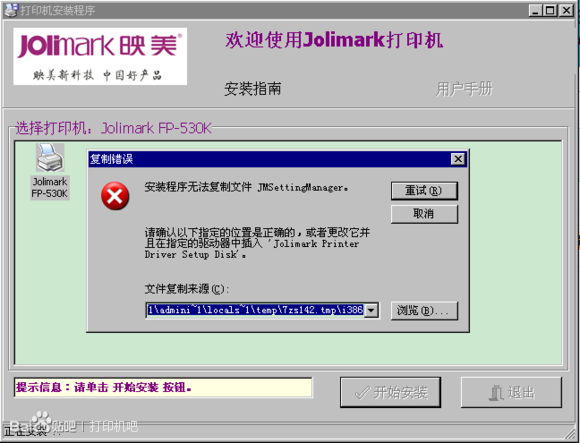 打印机安装程序
Jolimark 映美
映美新科技 中国好产品
欢迎使用Jolimark打印机
安装指南
用户手册
选择打印机：Jolimark FP-530K
Jolimark
FP-530K
复制错误
安装程序无法复制文件 JMSettingManager。
重试(R)
取消
请确认以下指定的位置是正确的，或者更改它并
且在指定的驱动器中插入 'Jolimark Printer
Driver Setup Disk'。
文件复制来源(C):
1\admini~1\locals~1\temp\7zs142.tmp\i386
浏览(B)...
提示信息：请单击 开始安装 按钮。
开始安装
退出
Bai 贴吧 | 打印机吧
正在安装...